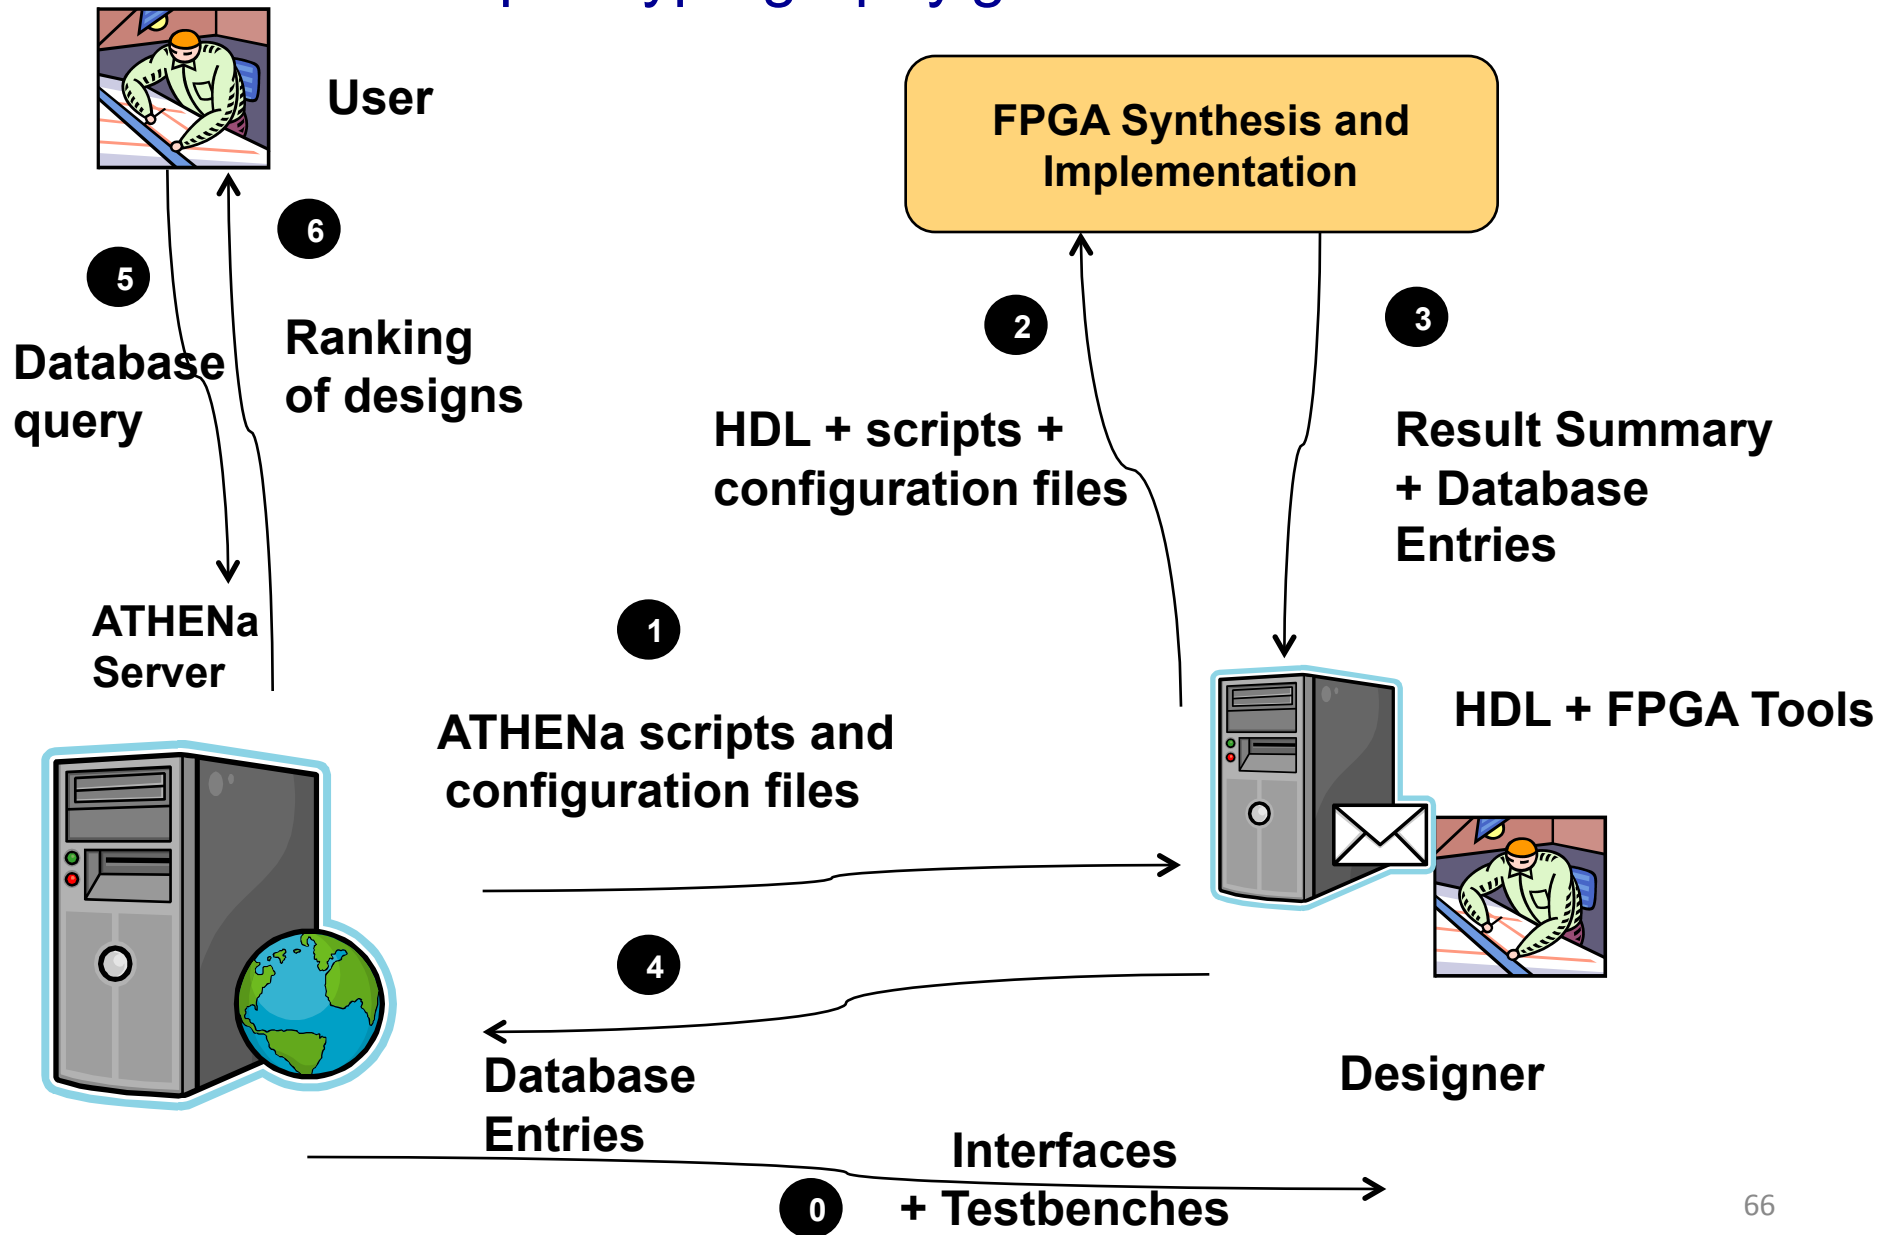 User
FPGA Synthesis and
Implementation
6
5
2
3
Ranking
of designs
Database
query
HDL + scripts +
configuration files
Result Summary
+ Database
Entries
ATHENa
Server
1
ATHENa scripts and
configuration files
HDL + FPGA Tools
4
Database
Entries
Designer
Interfaces
+ Testbenches
0
66